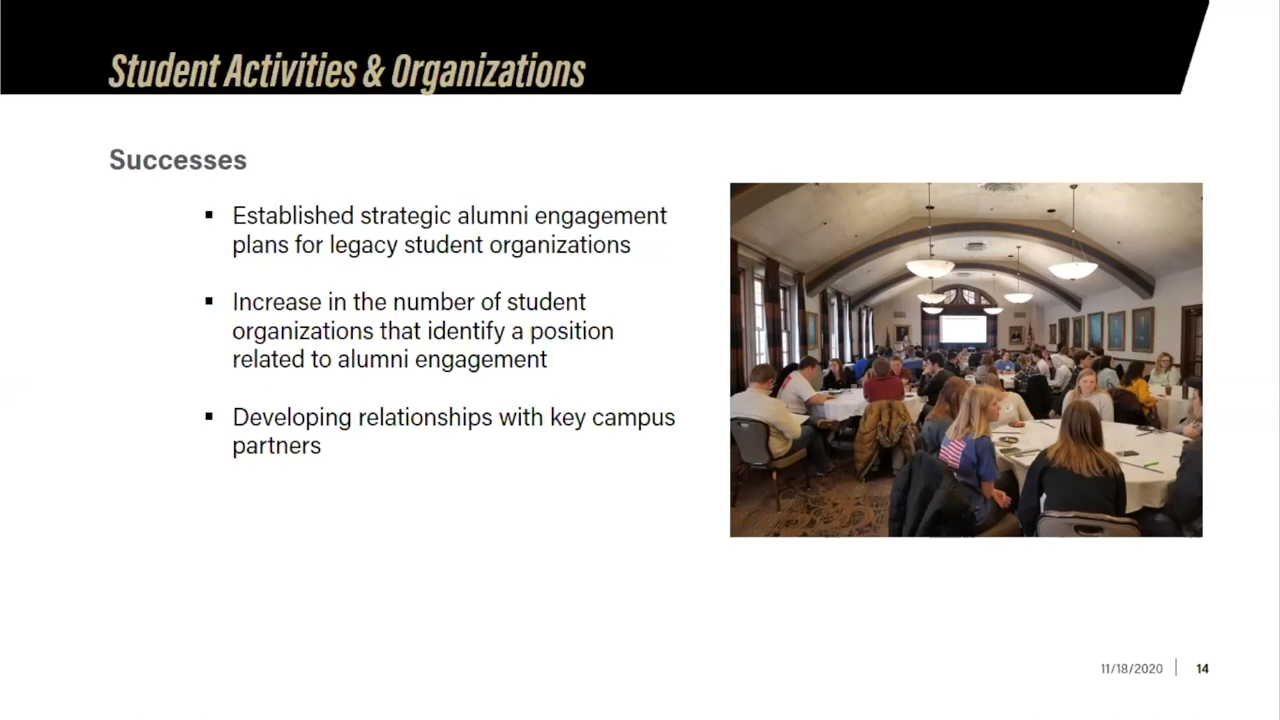 Student Activities & Organizations
Successes
▪ Established strategic alumni engagement
plans for legacy student organizations
▪ Increase in the number of student
organizations that identify a position
related to alumni engagement
▪ Developing relationships with key campus
partners
11/18/2020 | 14